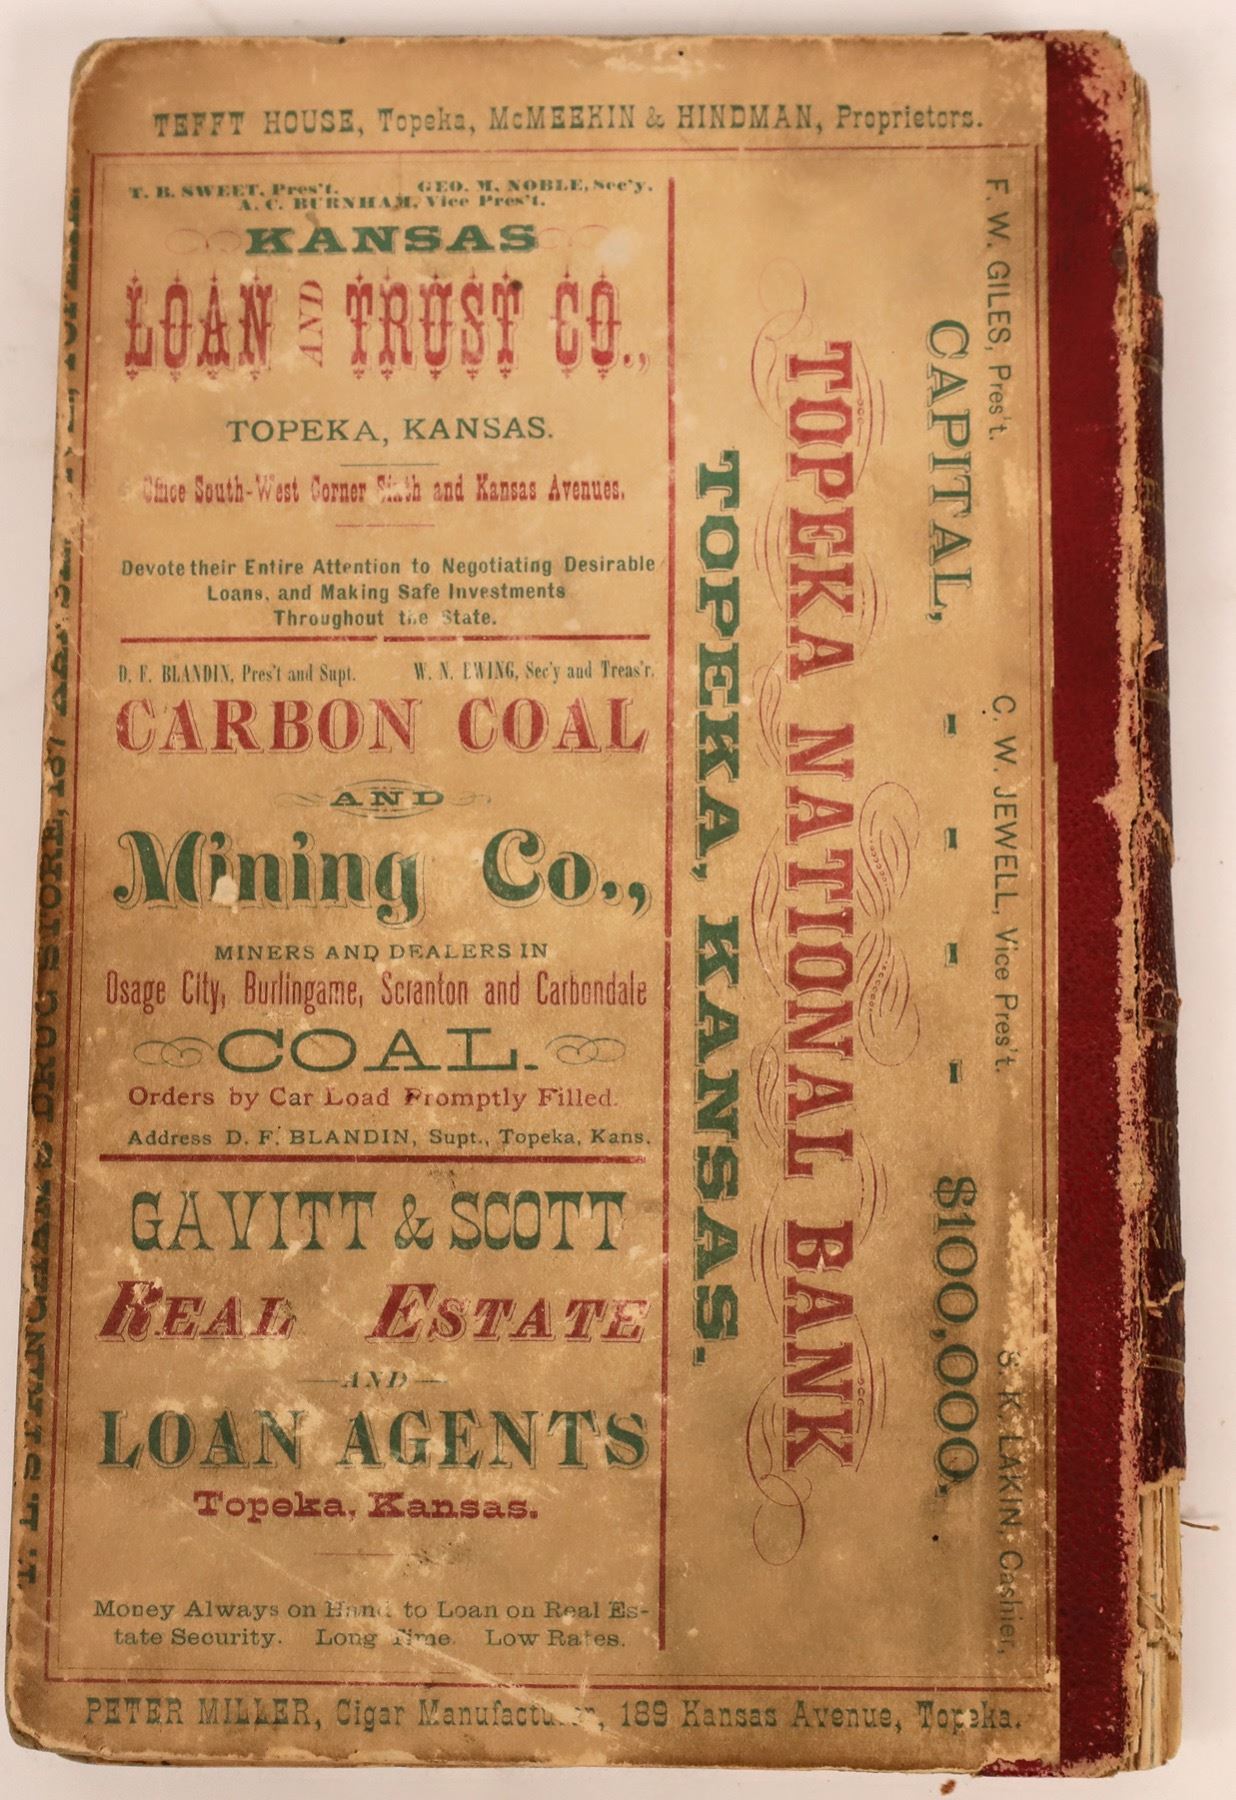 TEFFT HOUSE, Topeka, McMEEKIN & HINDMAN, Proprietors.
T. B. SWEET, Pres't. GEO. M. NOBLE, Sec'y.
A. C. BURNHAM, Vice Pres't.
KANSAS
LOAN AND TRUST CO.,
TOPEKA, KANSAS.
Office South-West Corner Sixth and Kansas Avenues.
Devote their Entire Attention to Negotiating Desirable
Loans, and Making Safe Investments
Throughout the State.
D. F. BLANDIN, Pres't and Supt. W. N. EWING, Sec'y and Treas'r.
CARBON COAL
AND
Mining Co.,
MINERS AND DEALERS IN
Osage City, Burlingame, Scranton and Carbondale
COAL.
Orders by Car Load Promptly Filled.
Address D. F. BLANDIN, Supt., Topeka, Kans.
GAVITT & SCOTT
REAL ESTATE
AND
LOAN AGENTS
Topeka, Kansas.
Money Always on Hand to Loan on Real Es-
tate Security. Long Time. Low Rates.
F. W. GILES, Pres't. C. W. JEWELL, Vice Pres't. S. K. LAKIN, Cashier,
CAPITAL, - - - - $100,000.
TOPEKA NATIONAL BANK
TOPEKA, KANSAS.
PETER MILLER, Cigar Manufacturer, 189 Kansas Avenue, Topeka.
DRUG STORE, 187